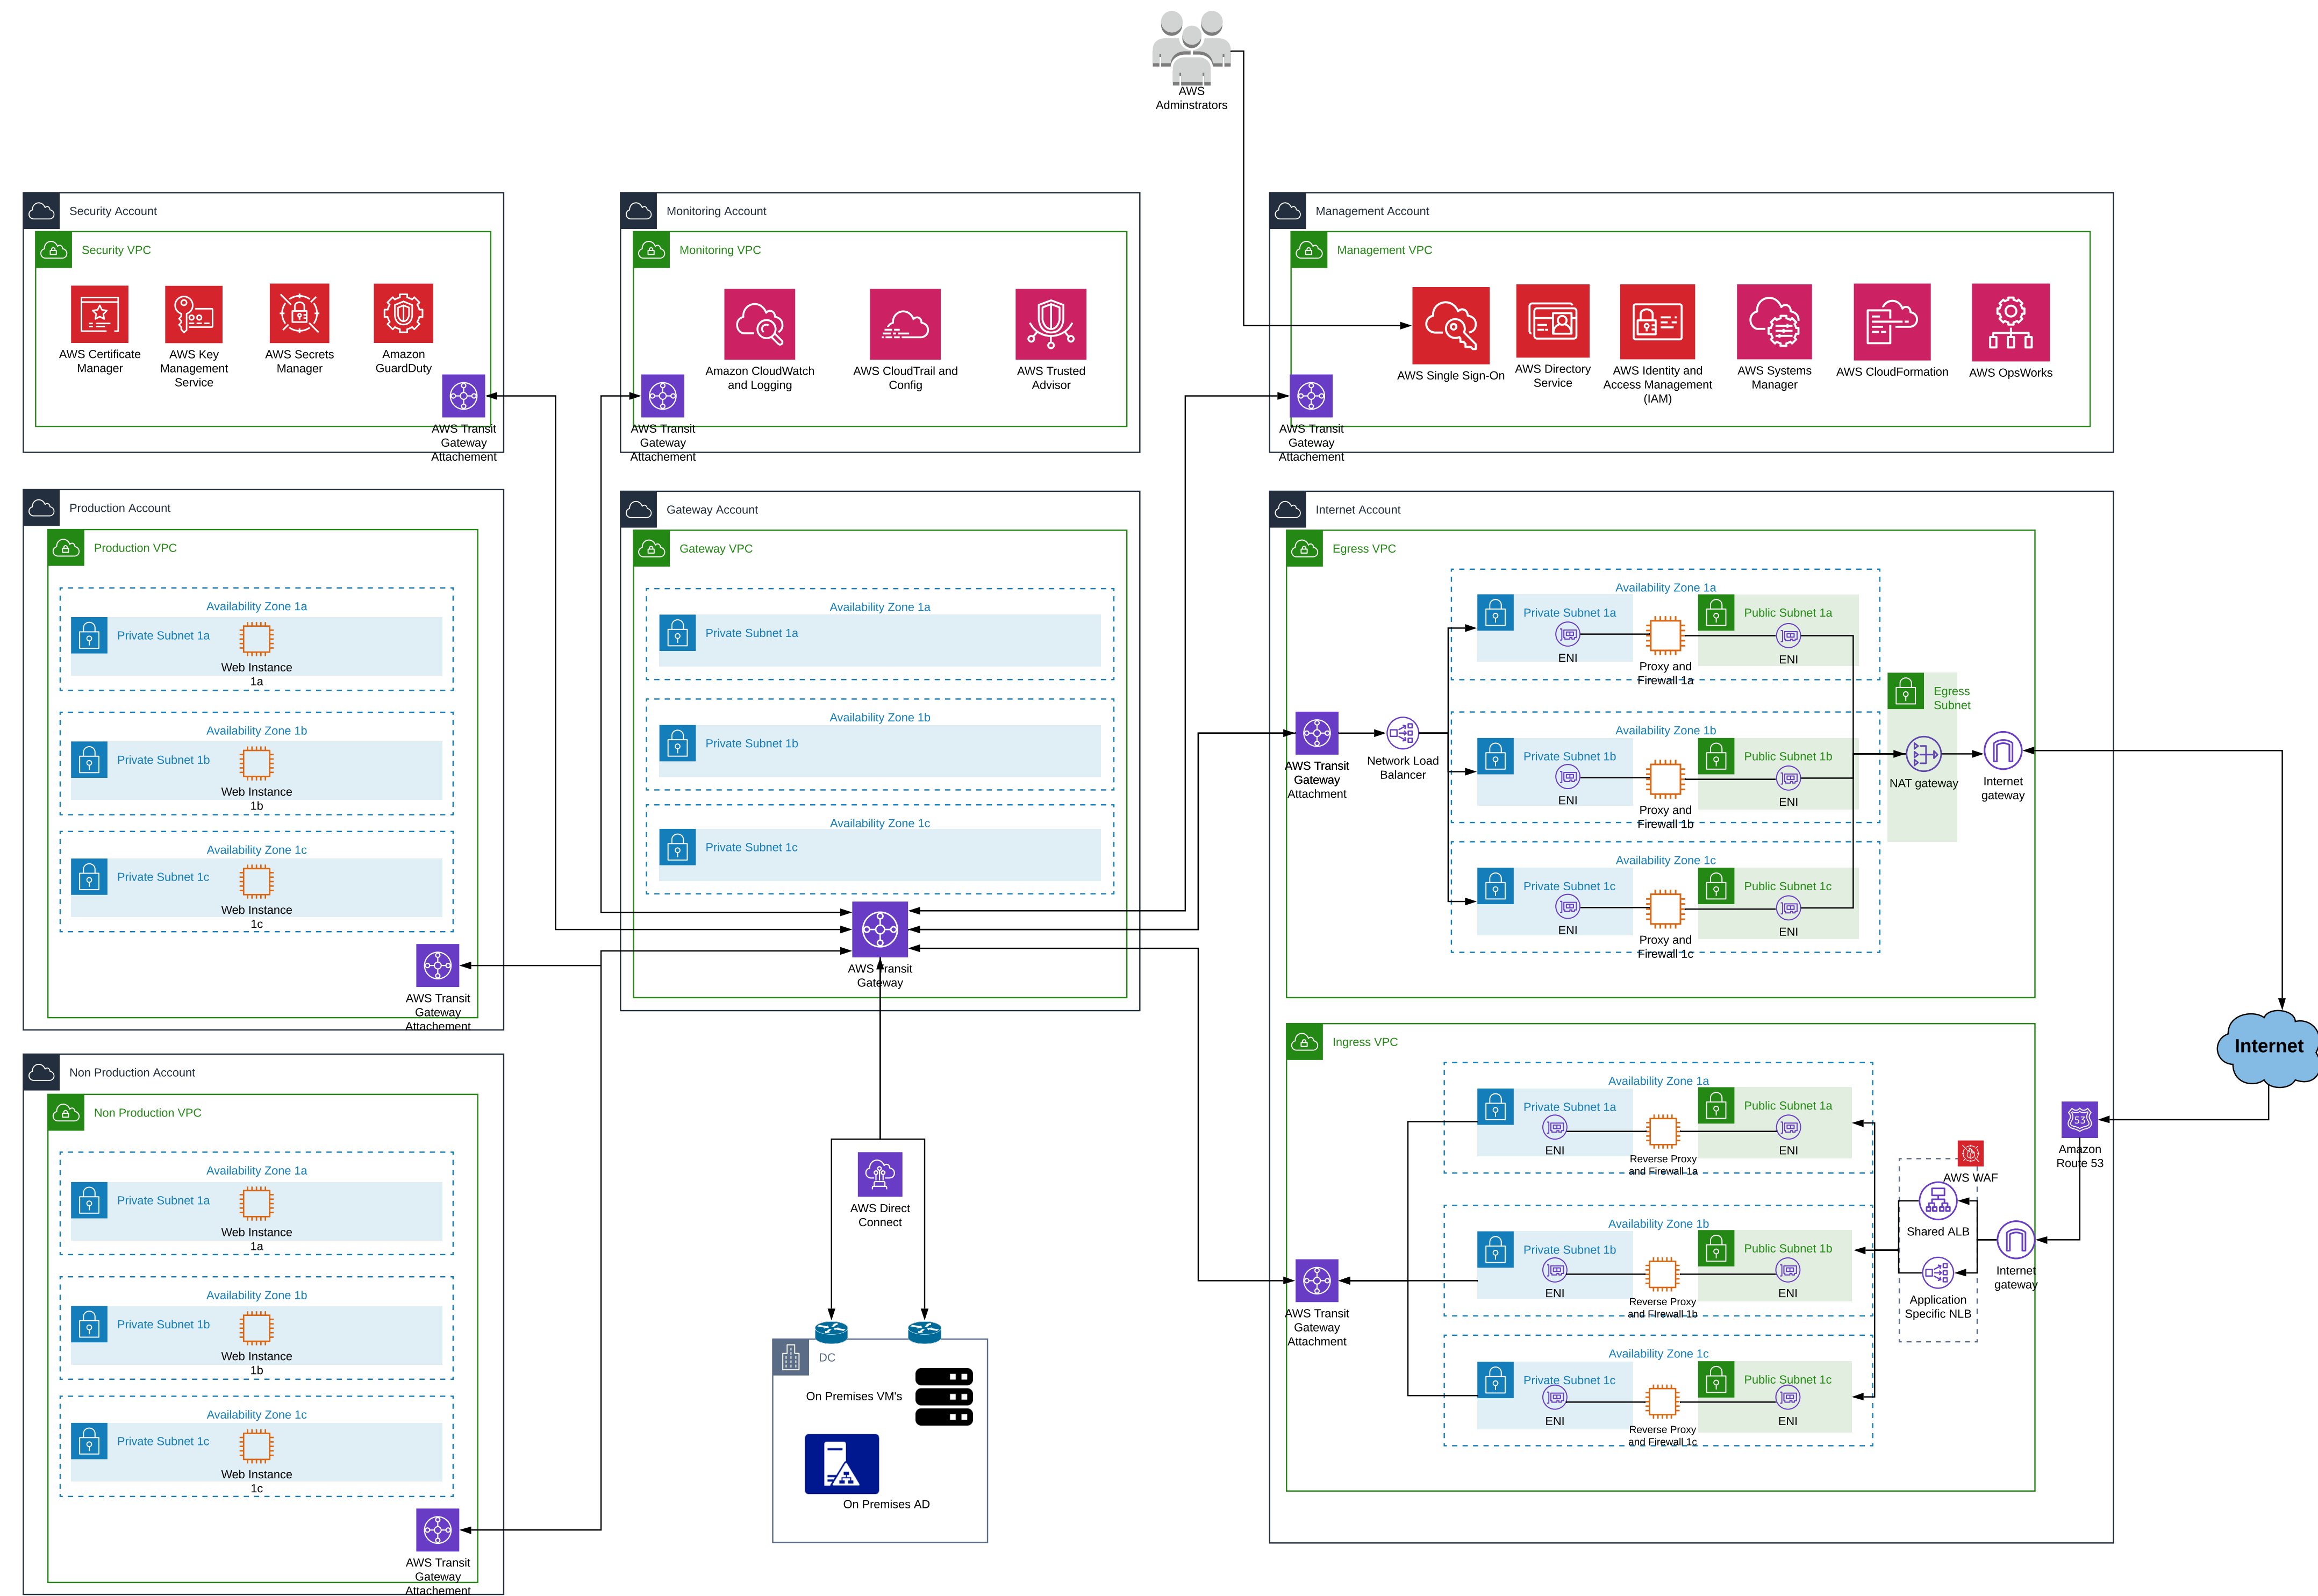 AWS
Adminstrators
Security Account
Security VPC
AWS Certificate
Manager
AWS Key
Management
Service
AWS Secrets
Manager
Amazon
GuardDuty
AWS Transit
Gateway
Attachement
Monitoring Account
Monitoring VPC
Amazon CloudWatch
and Logging
AWS CloudTrail and
Config
AWS Trusted
Advisor
AWS Transit
Gateway
Attachement
Management Account
Management VPC
AWS Single Sign-On
AWS Directory
Service
AWS Identity and
Access Management
(IAM)
AWS Systems
Manager
AWS CloudFormation
AWS OpsWorks
AWS Transit
Gateway
Attachement
Production Account
Production VPC
Availability Zone 1a
Private Subnet 1a
Web Instance
1a
Availability Zone 1b
Private Subnet 1b
Web Instance
1b
Availability Zone 1c
Private Subnet 1c
Web Instance
1c
AWS Transit
Gateway
Attachement
Gateway Account
Gateway VPC
Availability Zone 1a
Private Subnet 1a
Availability Zone 1b
Private Subnet 1b
Availability Zone 1c
Private Subnet 1c
AWS Transit
Gateway
Internet Account
Egress VPC
Availability Zone 1a
Private Subnet 1a
ENI
Proxy and
Firewall 1a
Public Subnet 1a
ENI
Availability Zone 1b
Private Subnet 1b
ENI
Proxy and
Firewall 1b
Public Subnet 1b
ENI
Availability Zone 1c
Private Subnet 1c
ENI
Proxy and
Firewall 1c
Public Subnet 1c
ENI
AWS Transit
Gateway
Attachment
Network Load
Balancer
Egress
Subnet
NAT gateway
Internet
gateway
Internet
Ingress VPC
Availability Zone 1a
Private Subnet 1a
ENI
Reverse Proxy
and Firewall 1a
Public Subnet 1a
ENI
Availability Zone 1b
Private Subnet 1b
ENI
Reverse Proxy
and FIrewall 1b
Public Subnet 1b
ENI
Availability Zone 1c
Private Subnet 1c
ENI
Reverse Proxy
and Firewall 1c
Public Subnet 1c
ENI
AWS Transit
Gateway
Attachment
AWS WAF
Shared ALB
Application
Specific NLB
Internet
gateway
53
Amazon
Route 53
Non Production Account
Non Production VPC
Availability Zone 1a
Private Subnet 1a
Web Instance
1a
Availability Zone 1b
Private Subnet 1b
Web Instance
1b
Availability Zone 1c
Private Subnet 1c
Web Instance
1c
AWS Transit
Gateway
Attachement
AWS Direct
Connect
DC
On Premises VM's
On Premises AD